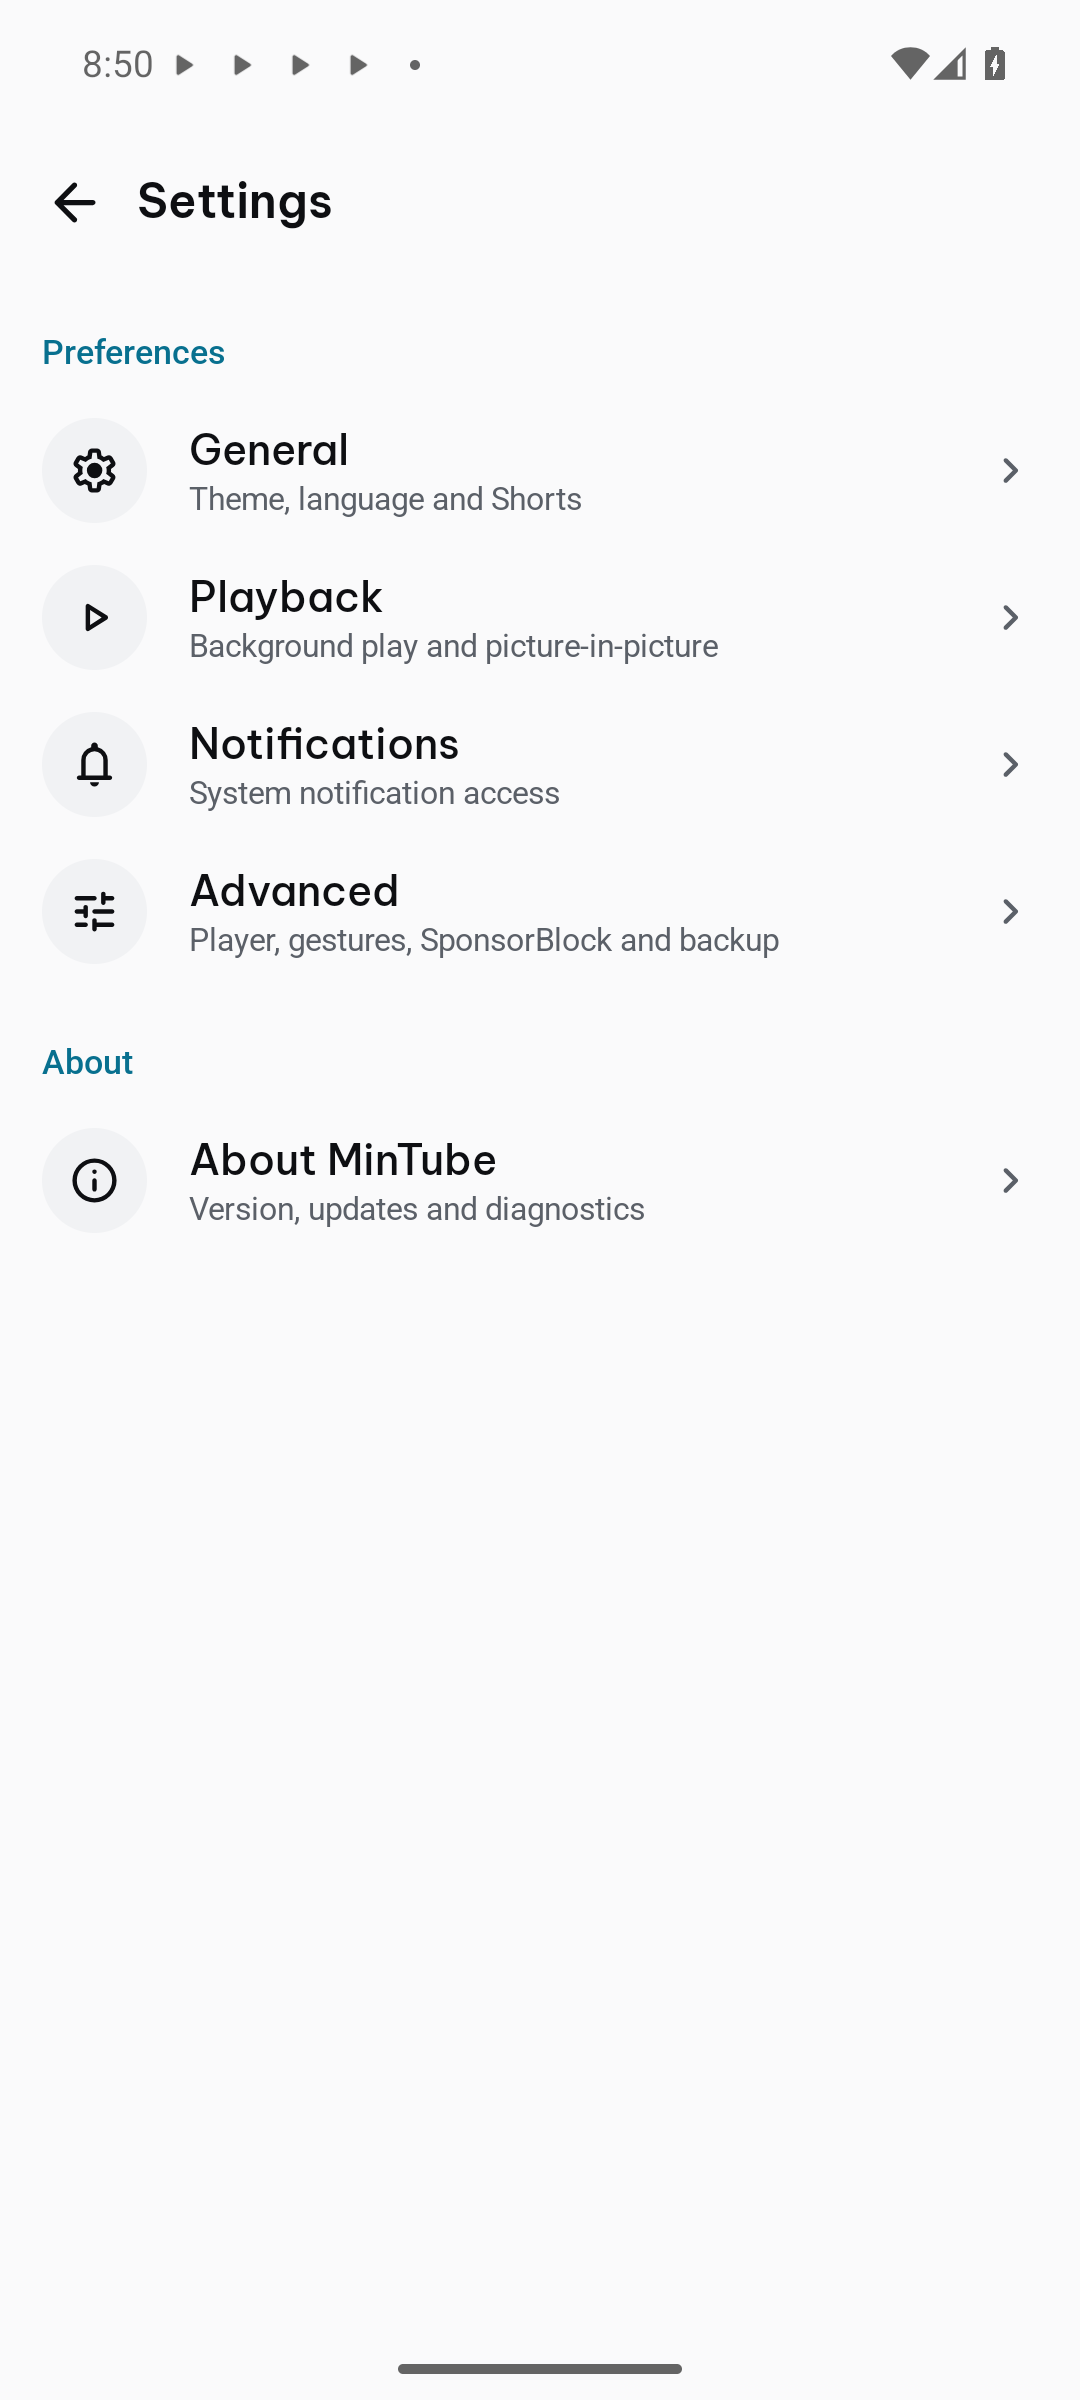 8:50
Settings
Preferences
General
Theme, language and Shorts
Playback
Background play and picture-in-picture
Notifications
System notification access
Advanced
Player, gestures, SponsorBlock and backup
About
About MinTube
Version, updates and diagnostics